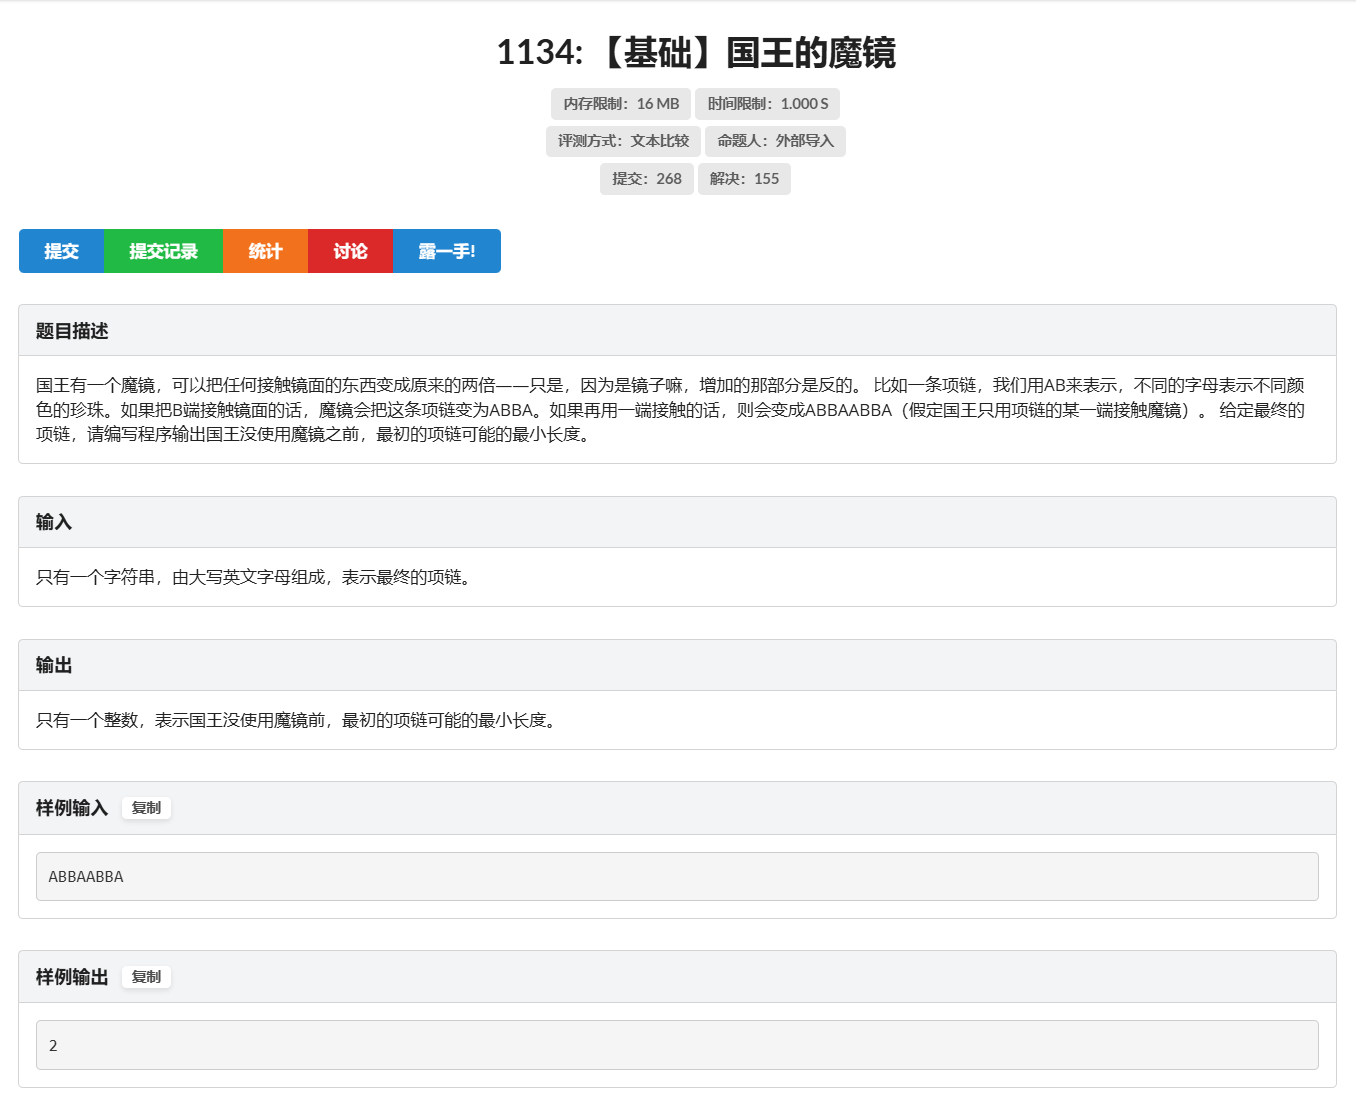 1134: 【基础】国王的魔镜
内存限制：16 MB 时间限制：1.000 S
评测方式：文本比较 命题人：外部导入
提交：268 解决：155
提交 提交记录 统计 讨论 露一手!
题目描述
国王有一个魔镜，可以把任何接触镜面的东西变成原来的两倍——只是，因为是镜子嘛，增加的那部分是反的。 比如一条项链，我们用AB来表示，不同的字母表示不同颜
色的珍珠。如果把B端接触镜面的话，魔镜会把这条项链变为ABBA。如果再用一端接触的话，则会变成ABBAABBA（假定国王只用项链的某一端接触魔镜）。 给定最终的
项链，请编写程序输出国王没使用魔镜之前，最初的项链可能的最小长度。
输入
只有一个字符串，由大写英文字母组成，表示最终的项链。
输出
只有一个整数，表示国王没使用魔镜前，最初的项链可能的最小长度。
样例输入 复制
ABBAABBA
样例输出 复制
2